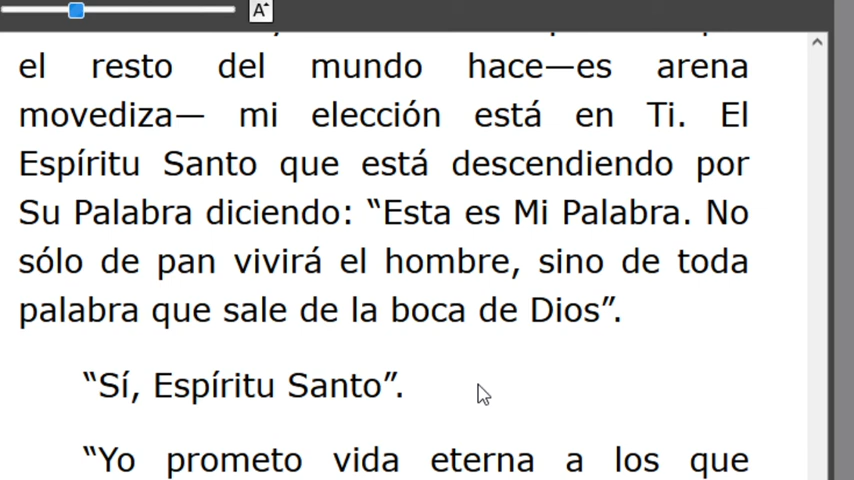 A
el resto del mundo hace—es arena
movediza— mi elección está en Ti. El
Espíritu Santo que está descendiendo por
Su Palabra diciendo: “Esta es Mi Palabra. No
sólo de pan vivirá el hombre, sino de toda
palabra que sale de la boca de Dios”.
“Sí, Espíritu Santo”.
“Yo prometo vida eterna a los que